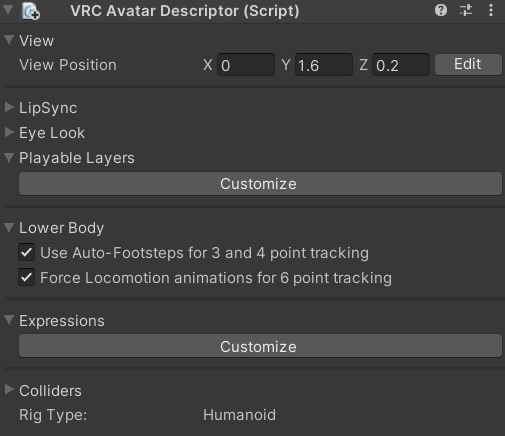 VRC Avatar Descriptor (Script)
View
View Position X 0 Y 1.6 Z 0.2 Edit
LipSync
Eye Look
Playable Layers
Customize
Lower Body
Use Auto-Footsteps for 3 and 4 point tracking
Force Locomotion animations for 6 point tracking
Expressions
Customize
Colliders
Rig Type: Humanoid